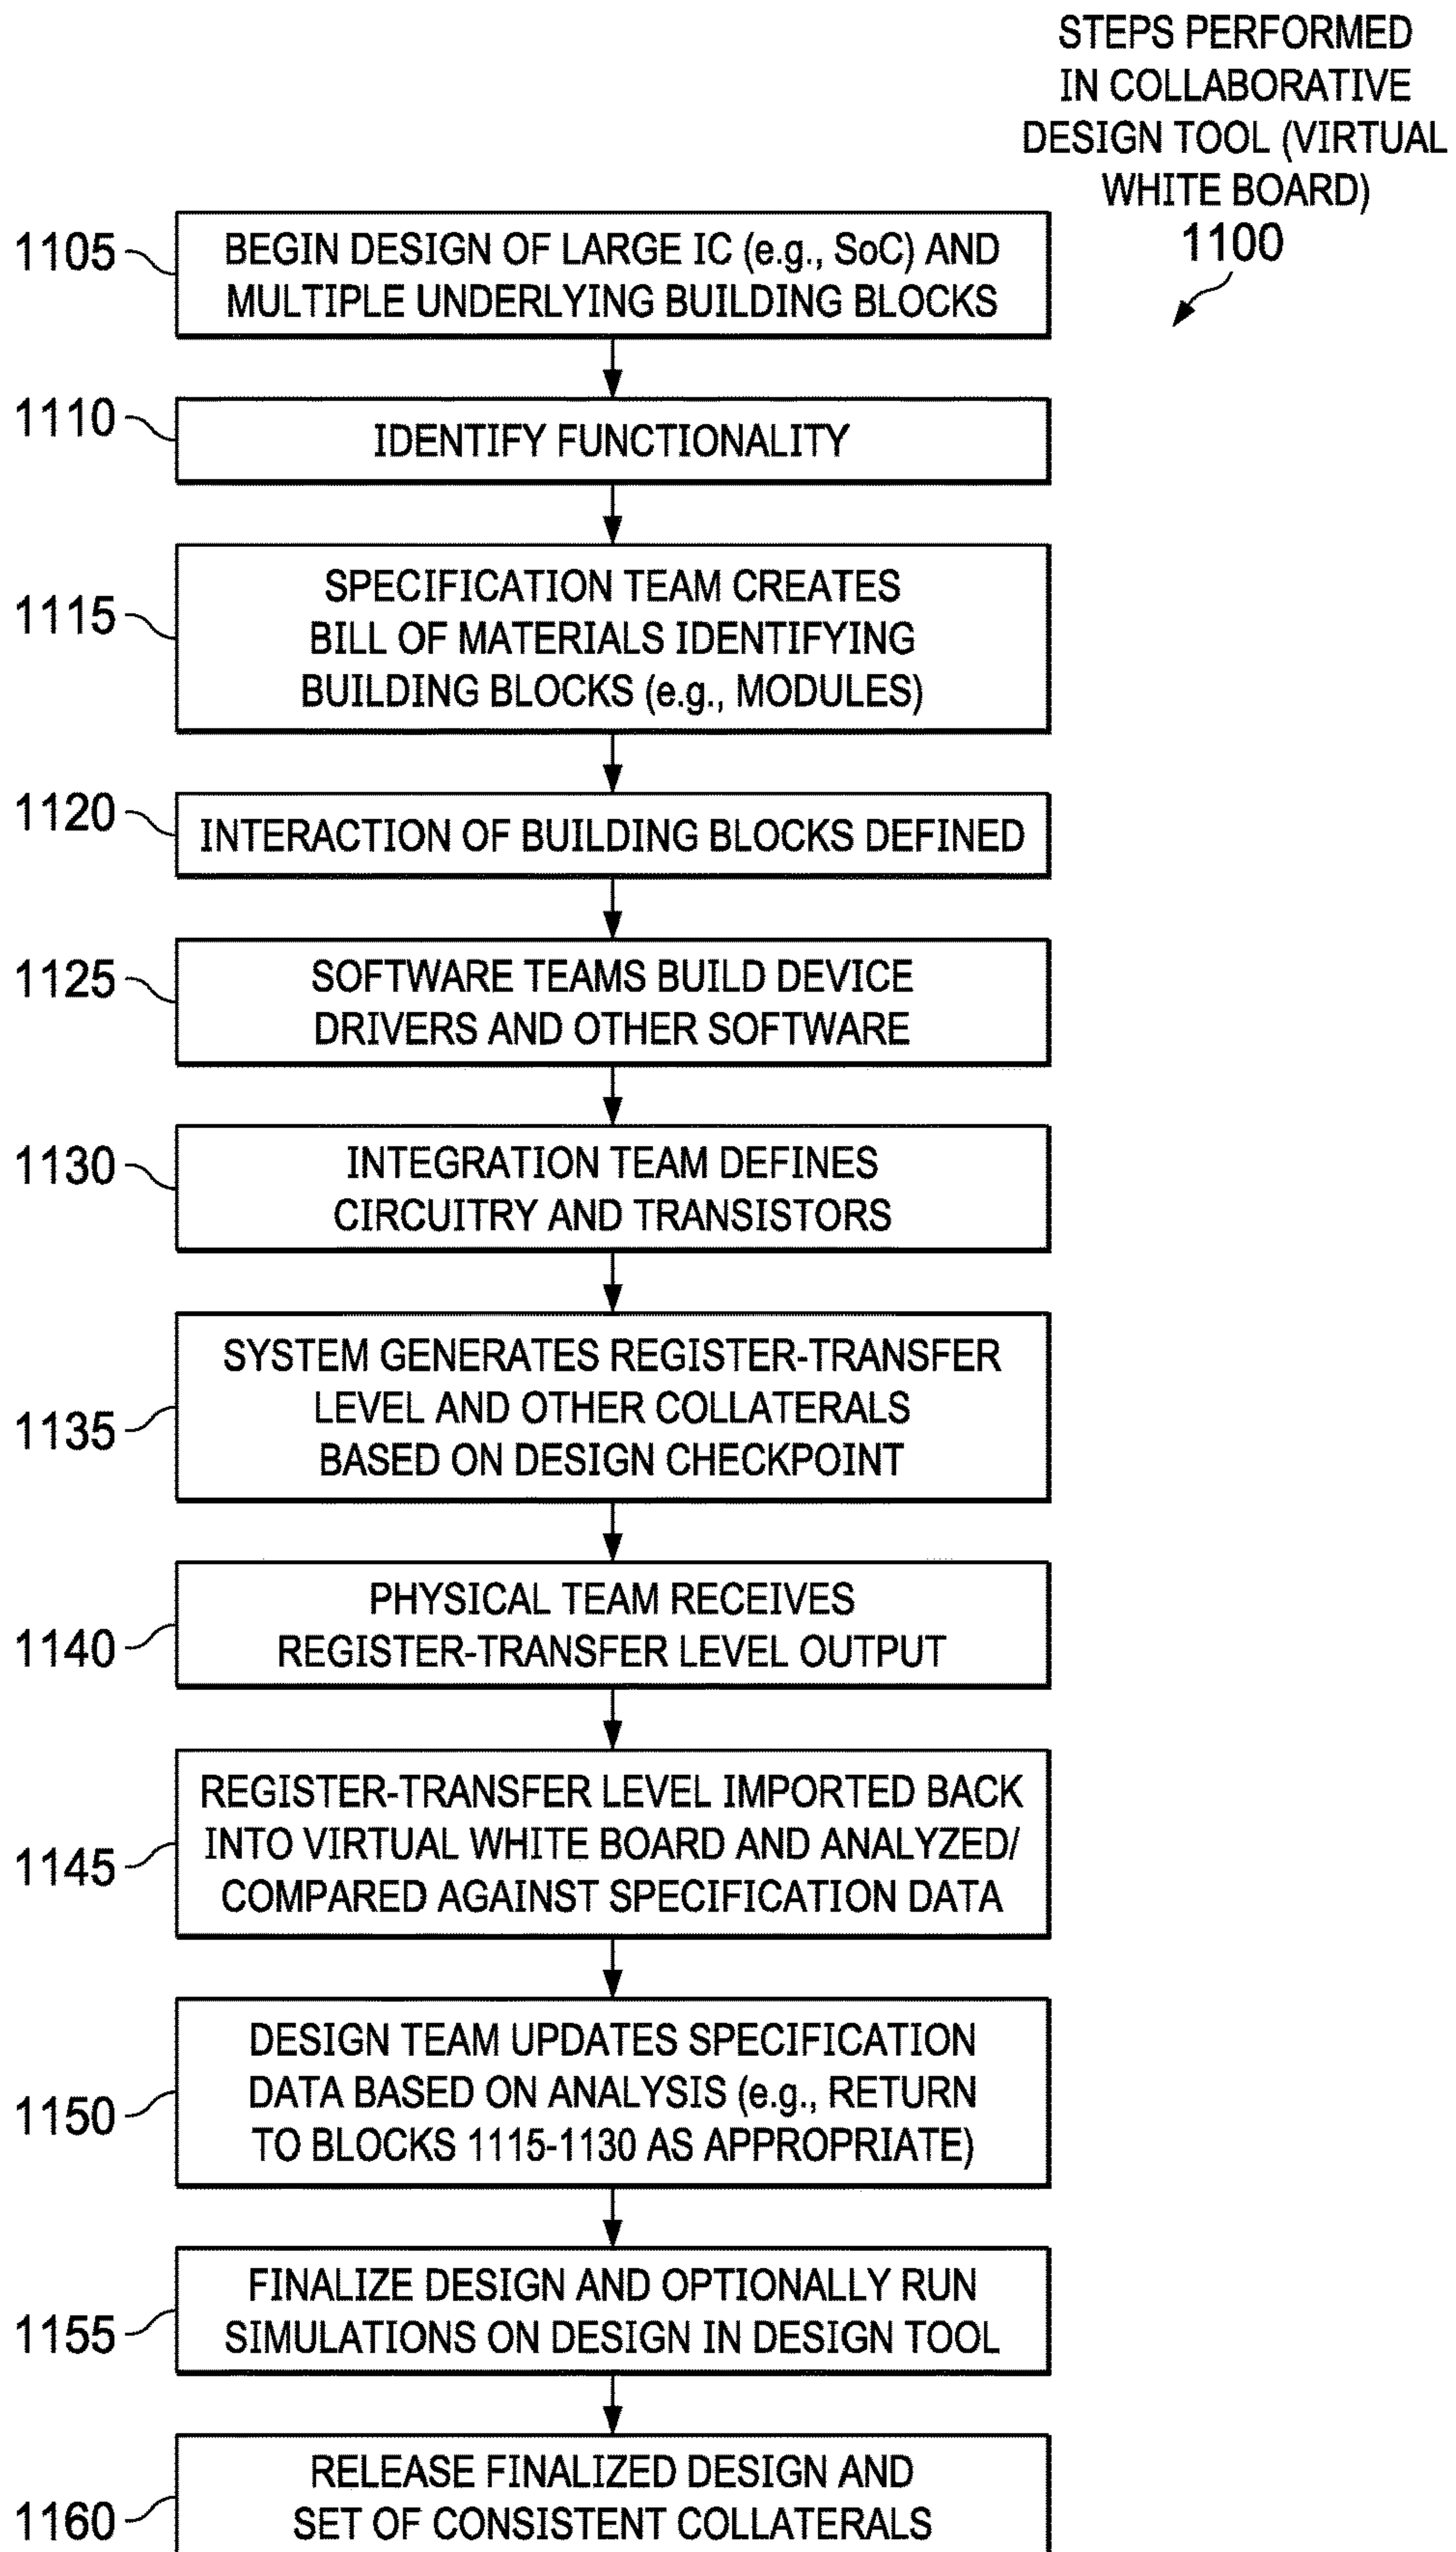 STEPS PERFORMED
IN COLLABORATIVE
DESIGN TOOL (VIRTUAL
WHITE BOARD)
1100
1105
BEGIN DESIGN OF LARGE IC (e.g., SoC) AND
MULTIPLE UNDERLYING BUILDING BLOCKS
1110
IDENTIFY FUNCTIONALITY
1115
SPECIFICATION TEAM CREATES
BILL OF MATERIALS IDENTIFYING
BUILDING BLOCKS (e.g., MODULES)
1120
INTERACTION OF BUILDING BLOCKS DEFINED
1125
SOFTWARE TEAMS BUILD DEVICE
DRIVERS AND OTHER SOFTWARE
1130
INTEGRATION TEAM DEFINES
CIRCUITRY AND TRANSISTORS
1135
SYSTEM GENERATES REGISTER-TRANSFER
LEVEL AND OTHER COLLATERALS
BASED ON DESIGN CHECKPOINT
1140
PHYSICAL TEAM RECEIVES
REGISTER-TRANSFER LEVEL OUTPUT
1145
REGISTER-TRANSFER LEVEL IMPORTED BACK
INTO VIRTUAL WHITE BOARD AND ANALYZED/
COMPARED AGAINST SPECIFICATION DATA
1150
DESIGN TEAM UPDATES SPECIFICATION
DATA BASED ON ANALYSIS (e.g., RETURN
TO BLOCKS 1115-1130 AS APPROPRIATE)
1155
FINALIZE DESIGN AND OPTIONALLY RUN
SIMULATIONS ON DESIGN IN DESIGN TOOL
1160
RELEASE FINALIZED DESIGN AND
SET OF CONSISTENT COLLATERALS